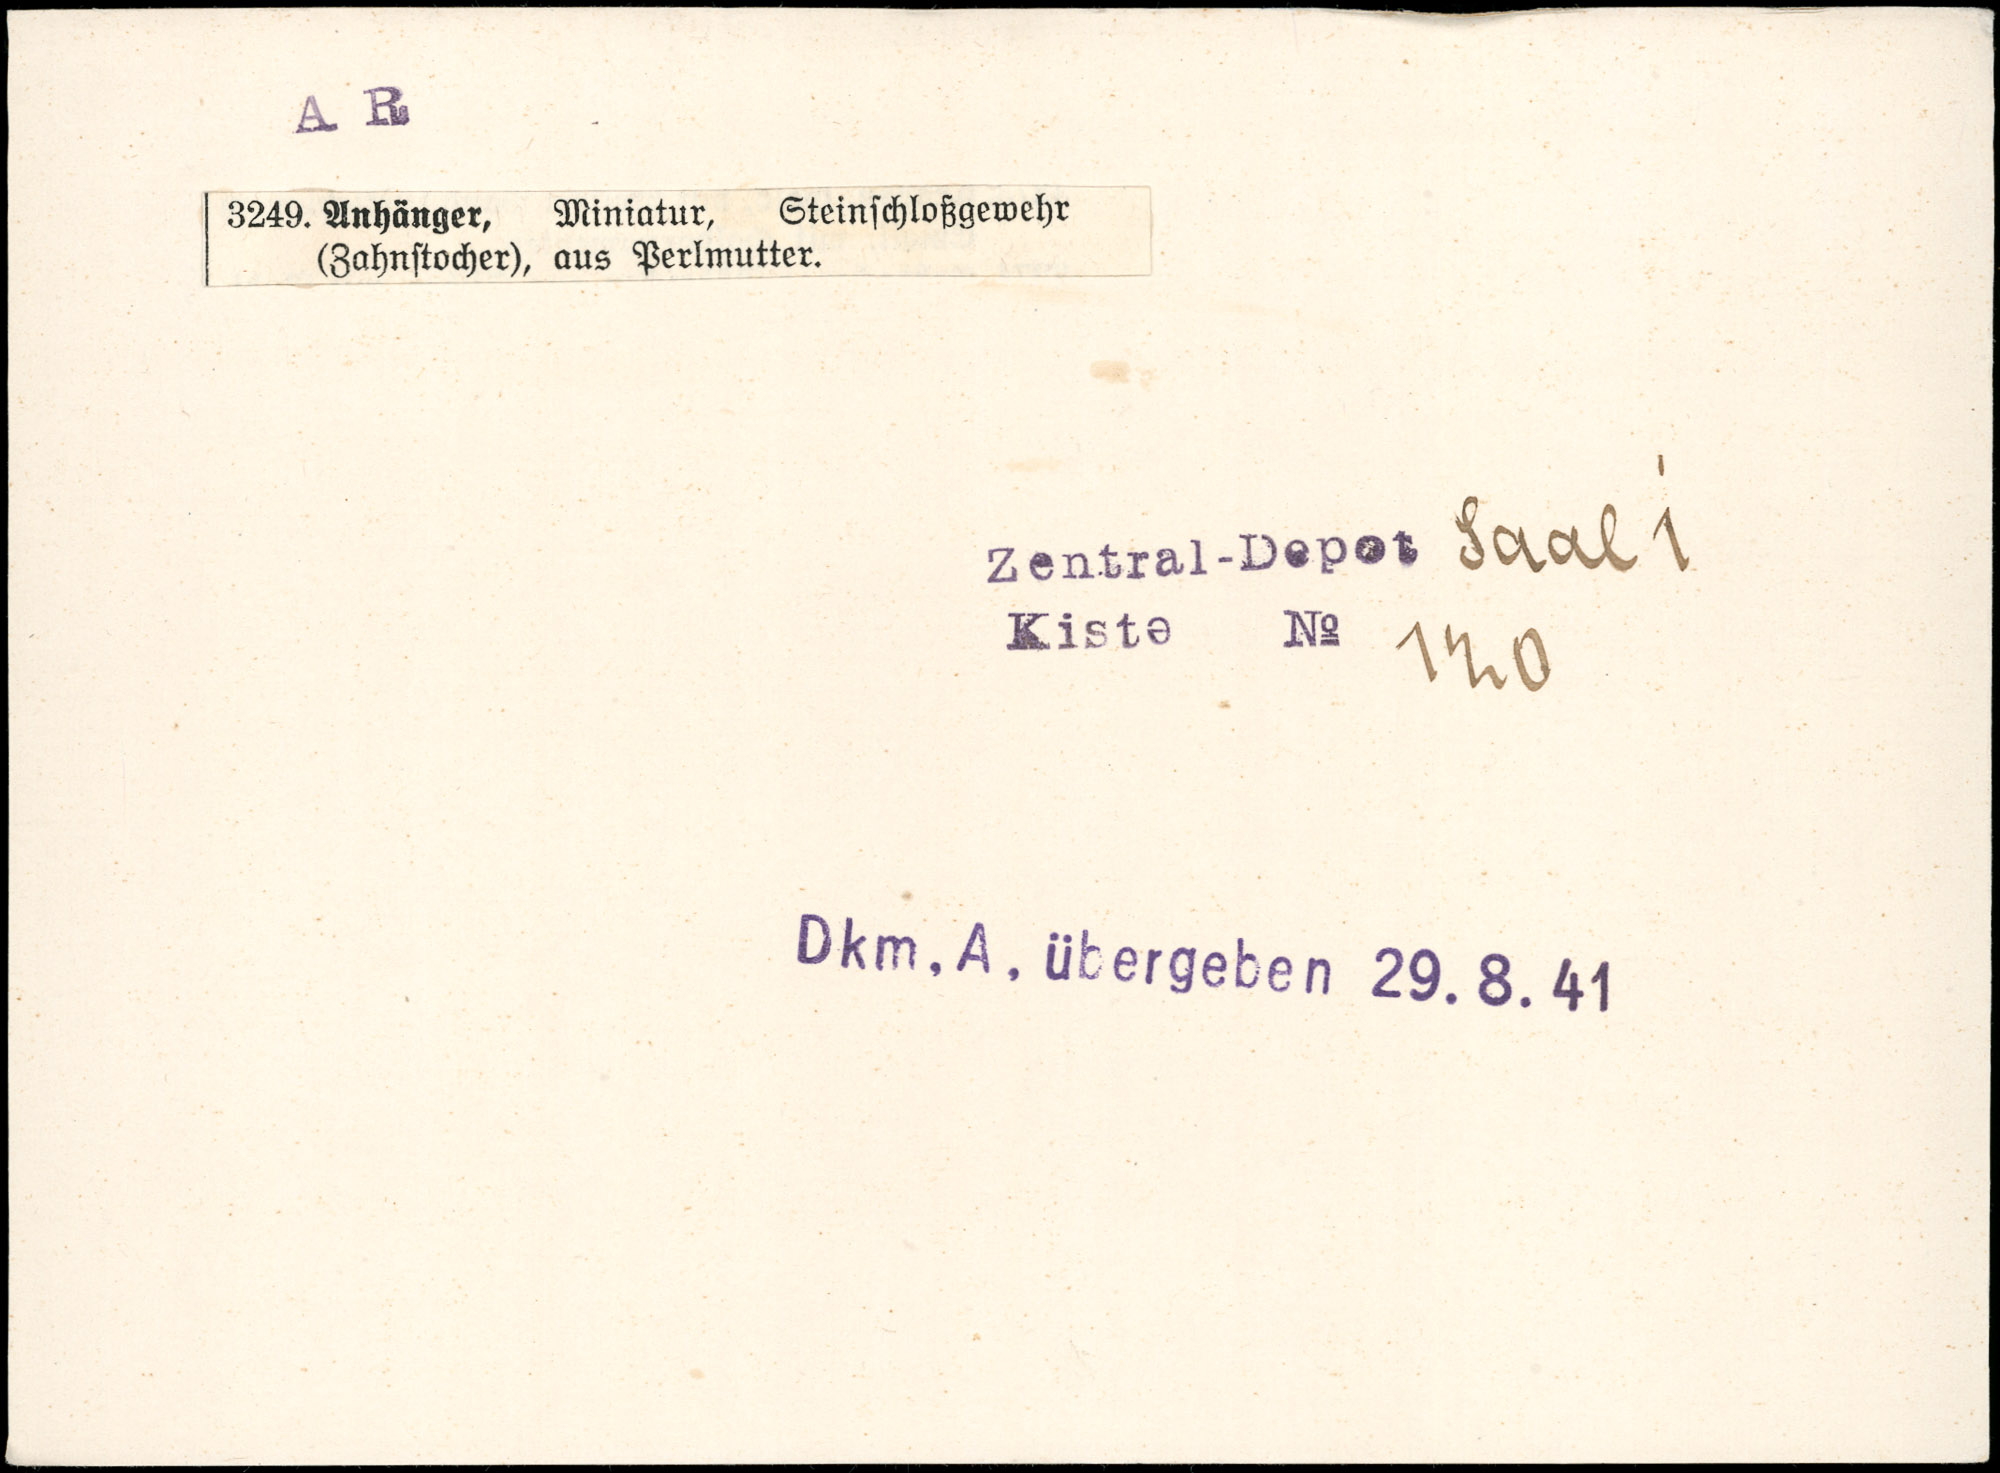 A R
3249. Anhänger, Miniatur, Steinſchloßgewehr
(Zahnſtocher), aus Perlmutter.
Zentral-Depot Saal 1
Kiste № 120
Dkm. A. übergeben 29. 8. 41